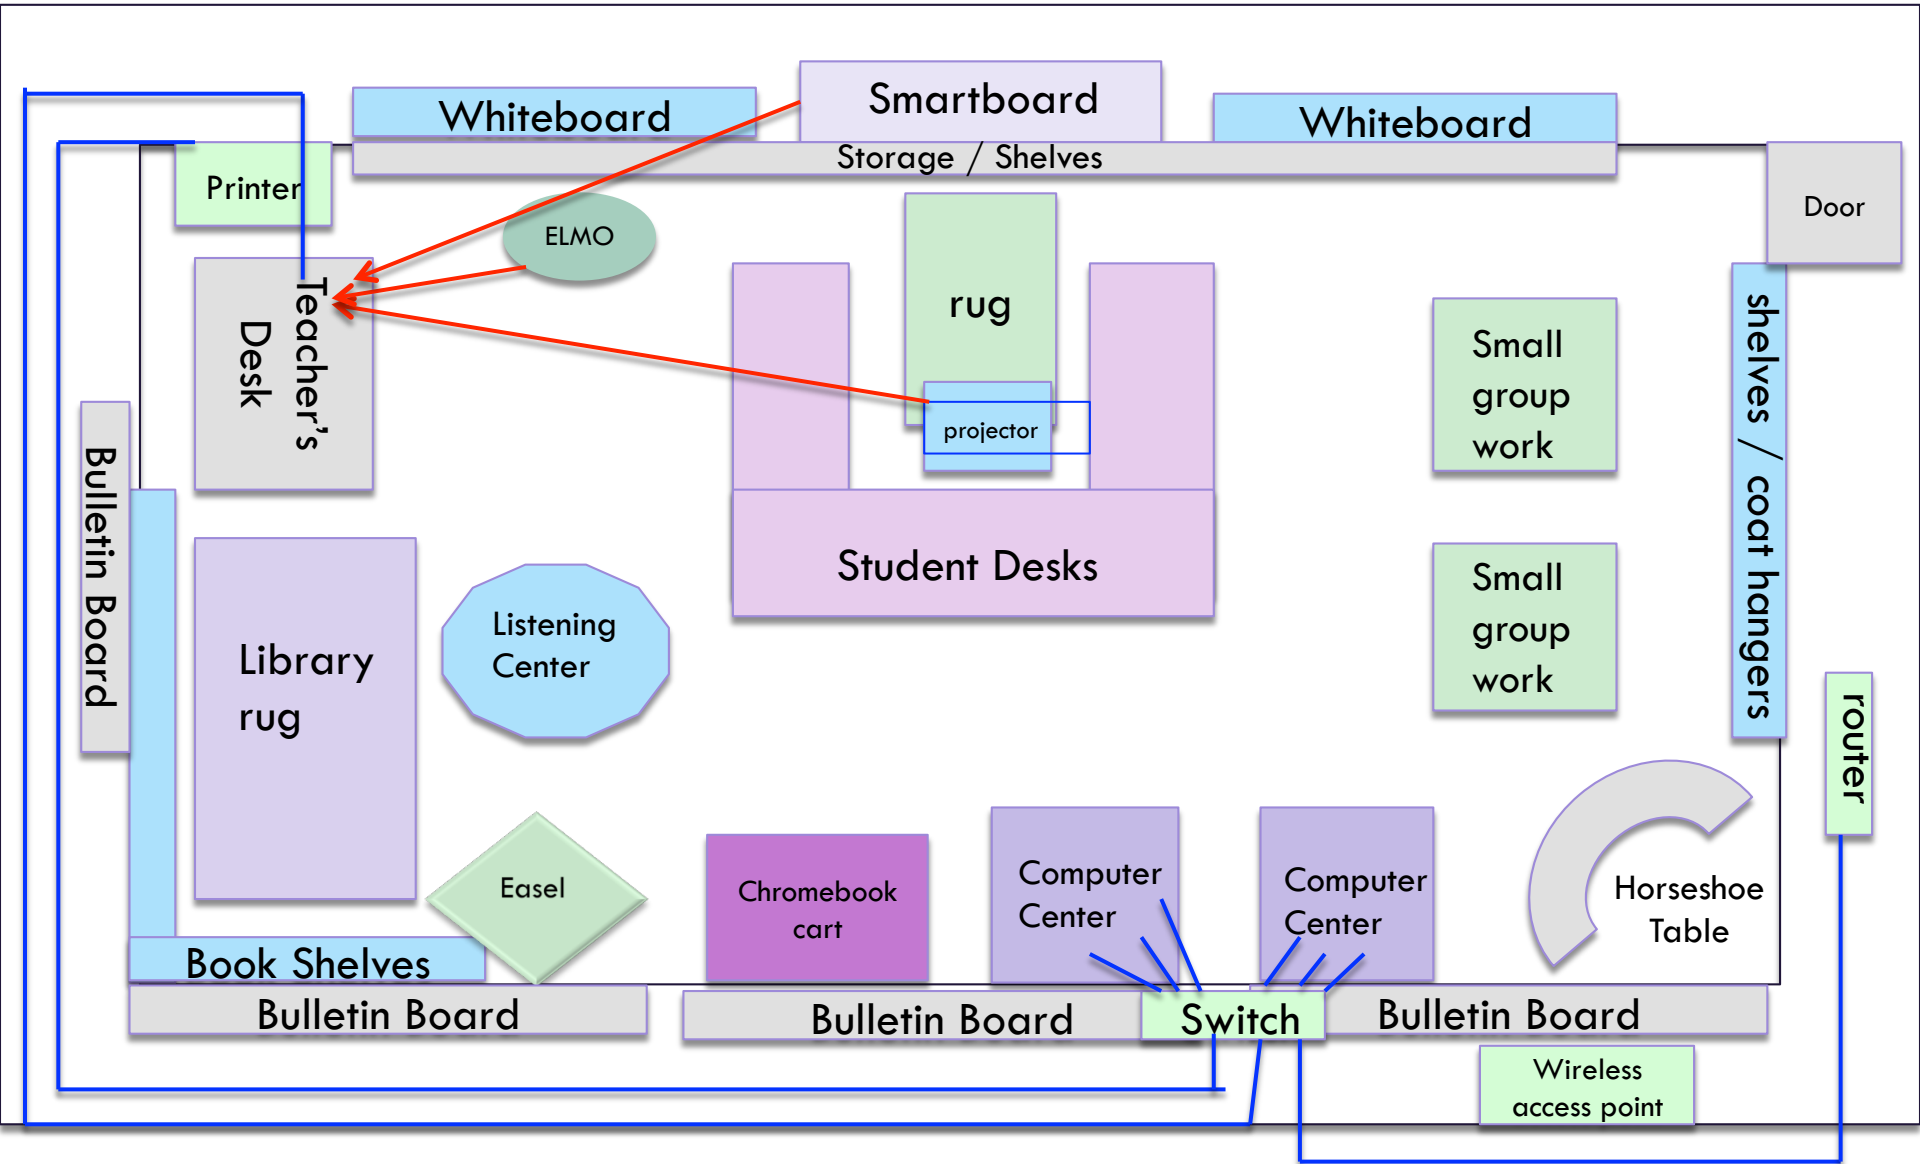 Whiteboard
Smartboard
Whiteboard
Storage / Shelves
Printer
ELMO
Door
Teacher's
Desk
rug
projector
Small
group
work
shelves / coat hangers
Bulletin Board
Student Desks
Small
group
work
Library
rug
Listening
Center
router
Easel
Chromebook
cart
Computer
Center
Computer
Center
Horseshoe
Table
Book Shelves
Bulletin Board
Bulletin Board
Switch
Bulletin Board
Wireless
access point